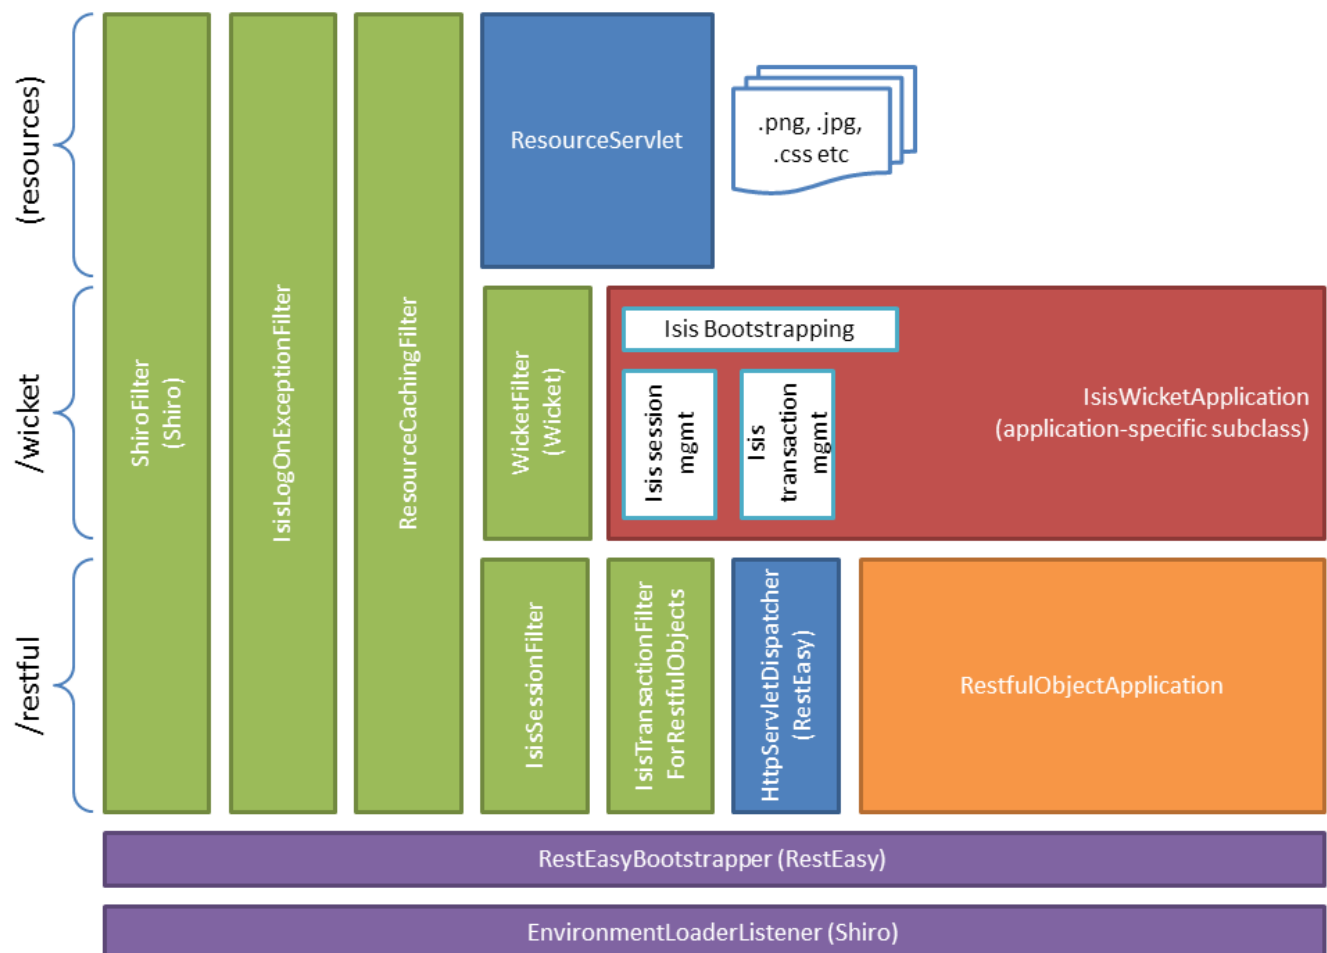 (resources)
ShiroFilter
(Shiro)
IsisLogOnExceptionFilter
ResourceCachingFilter
ResourceServlet
.png, .jpg,
.css etc
/wicket
WicketFilter
(Wicket)
Isis Bootstrapping
Isis session
mgmt
Isis
transaction
mgmt
IsisWicketApplication
(application-specific subclass)
/restful
IsisSessionFilter
IsisTransactionFilter
ForRestfulObjects
HttpServletDispatcher
(RestEasy)
RestfulObjectApplication
RestEasyBootstrapper (RestEasy)
EnvironmentLoaderListener (Shiro)